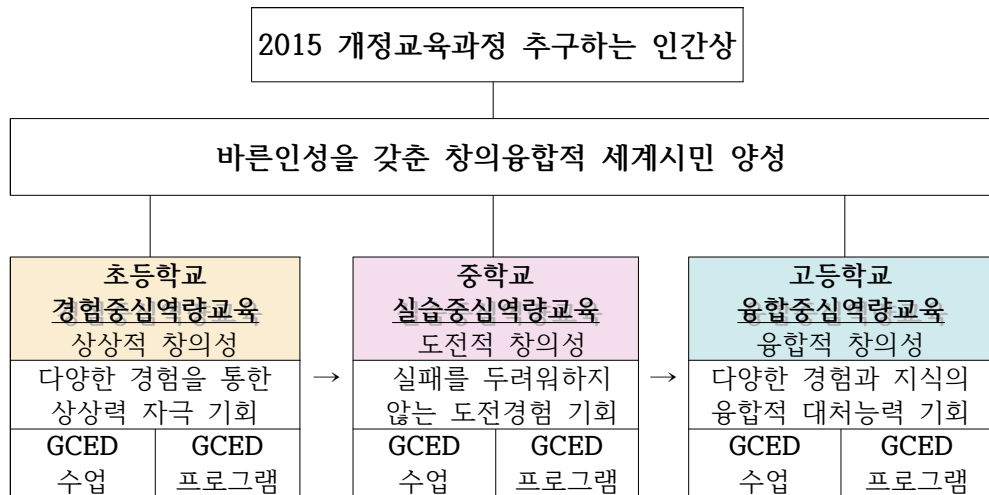 2015 개정교육과정 추구하는 인간상
바른인성을 갖춘 창의융합적 세계시민 양성
초등학교
경험중심역량교육
상상적 창의성
다양한 경험을 통한
상상력 자극 기회
GCED
수업
GCED
프로그램
→
중학교
실습중심역량교육
도전적 창의성
실패를 두려워하지
않는 도전경험 기회
GCED
수업
GCED
프로그램
→
고등학교
융합중심역량교육
융합적 창의성
다양한 경험과 지식의
융합적 대처능력 기회
GCED
수업
GCED
프로그램